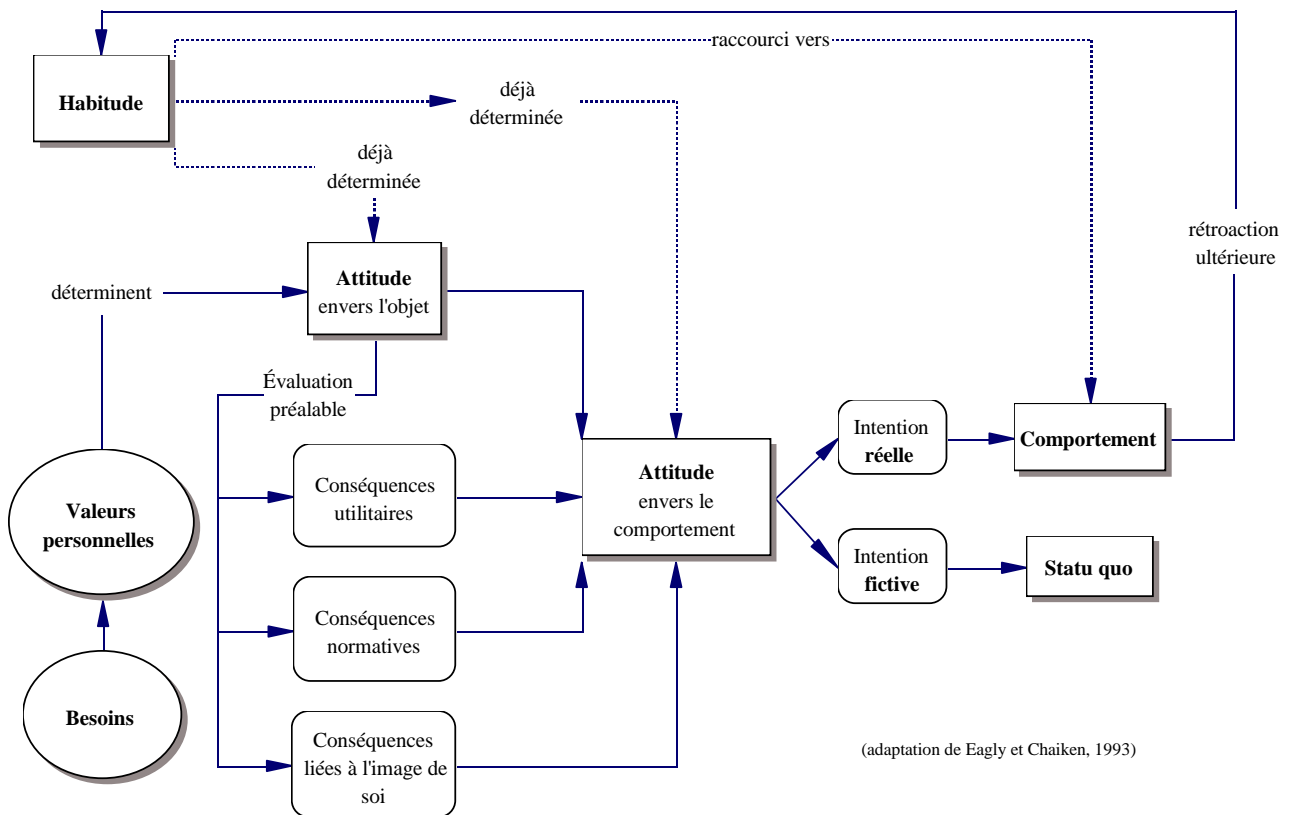 raccourci vers
Habitude
déjà
déterminée
déjà
déterminée
rétroaction
ultérieure
Attitude
envers l'objet
déterminent
Évaluation
préalable
Intention
réelle
Comportement
Conséquences
utilitaires
Attitude
envers le
comportement
Valeurs
personnelles
Intention
fictive
Statu quo
Conséquences
normatives
Besoins
Conséquences
liées à l'image de
soi
(adaptation de Eagly et Chaiken, 1993)